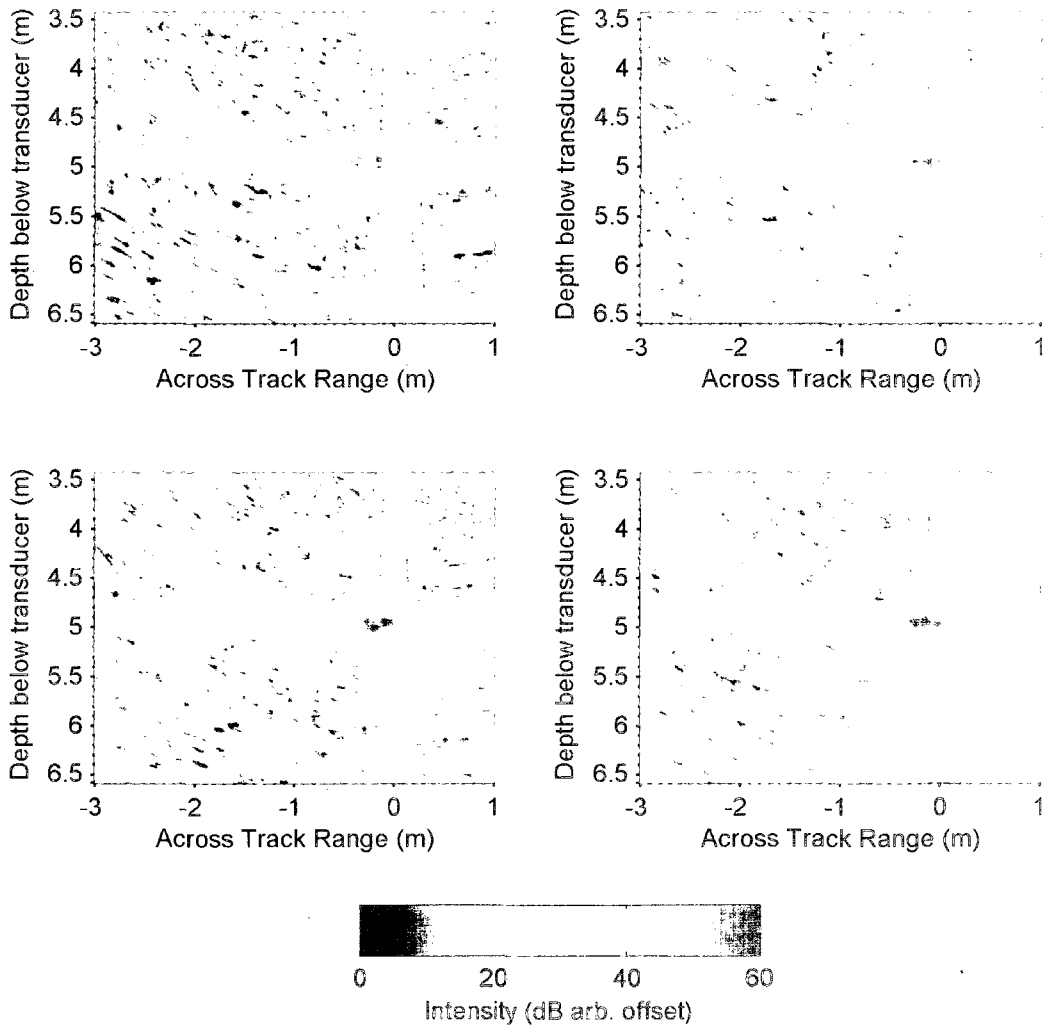 Depth below transducer (m)
3.5
4
4.5
5
5.5
6
6.5
-3 -2 -1 0 1
Across Track Range (m)
Depth below transducer (m)
3.5
4
4.5
5
5.5
6
6.5
-3 -2 -1 0 1
Across Track Range (m)
Depth below transducer (m)
3.5
4
4.5
5
5.5
6
6.5
-3 -2 -1 0 1
Across Track Range (m)
Depth below transducer (m)
3.5
4
4.5
5
5.5
6
6.5
-3 -2 -1 0 1
Across Track Range (m)
0 20 40 60
Intensity (dB arb. offset)